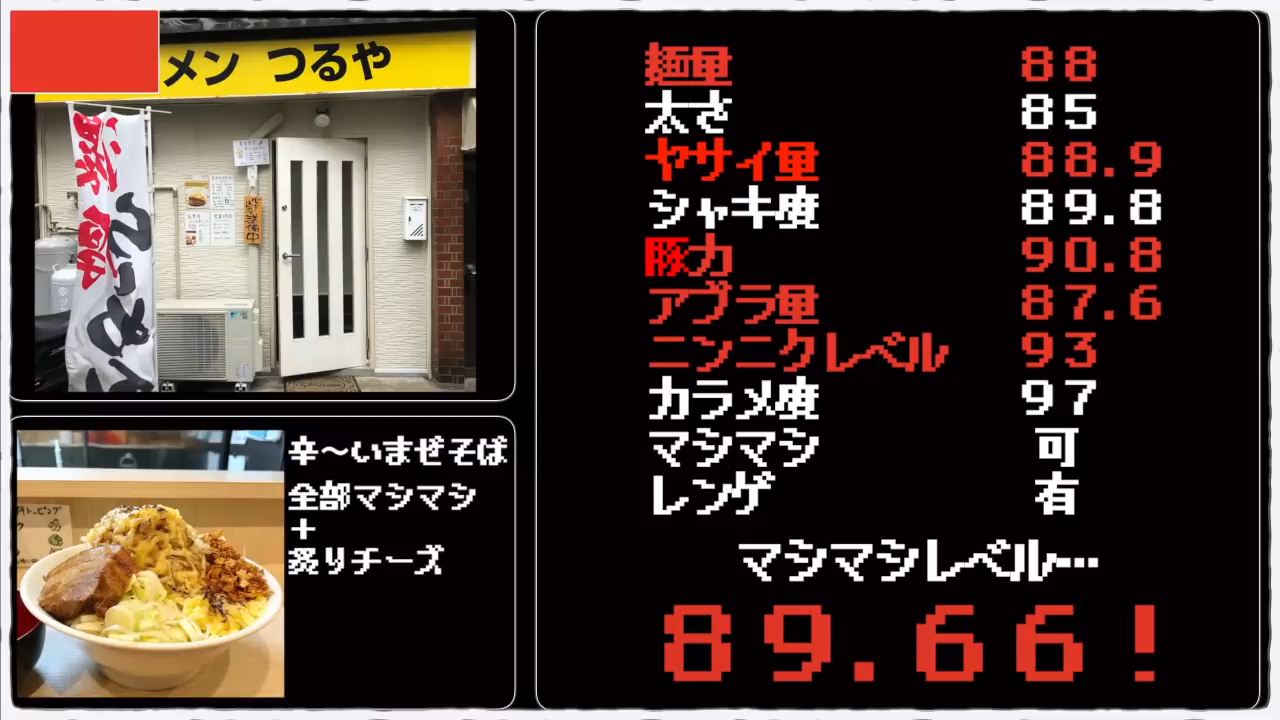 メン つるや
辛～いまぜそば
全部マシマシ
＋
炙りチーズ
麺量 88
太さ 85
ヤサイ量 88.9
シャキ度 89.8
豚力 90.8
アブラ量 87.6
ニンニクレベル 93
カラメ度 97
マシマシ 可
レンゲ 有
マシマシレベル…
89.66！